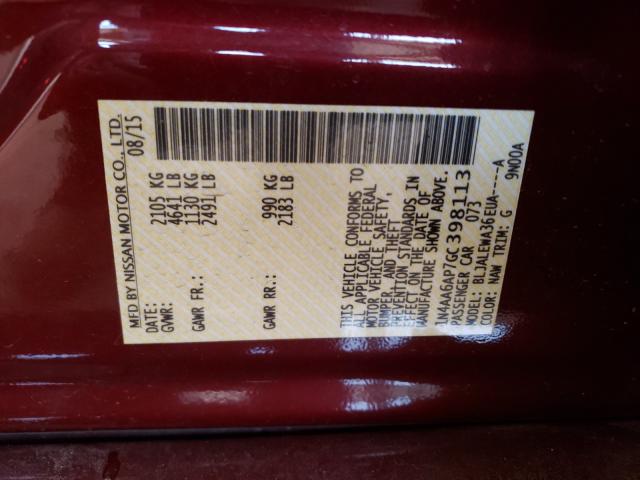 MFD BY NISSAN MOTOR CO., LTD.
DATE: 08/15
GVWR: 2105 KG
4641 LB
GAWR FR: 1130 KG
2491 LB
GAWR RR: 990 KG
2183 LB
THIS VEHICLE CONFORMS TO
ALL APPLICABLE FEDERAL
MOTOR VEHICLE SAFETY,
BUMPER, AND THEFT
PREVENTION STANDARDS IN
EFFECT ON THE DATE OF
MANUFACTURE SHOWN ABOVE.
1N4AA6AP7GC398113
PASSENGER CAR 073
MODEL: BLJALEWA36EUA----A
COLOR: NAW TRIM: G 9N00A